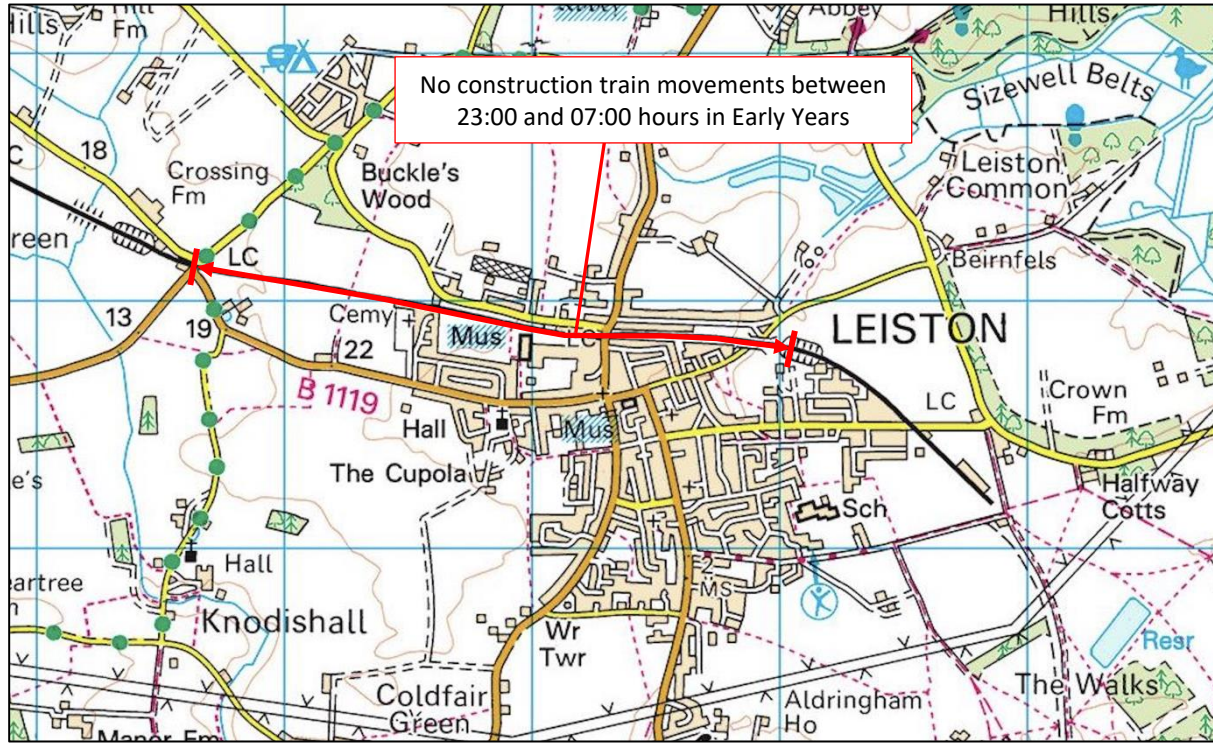 Hills
Fm
Abbey
Hills
No construction train movements between
23:00 and 07:00 hours in Early Years
Sizewell Belts
18
Crossing
Fm
Buckle's
Wood
Leiston
Common
reen
LC
Beirnfels
13
19
Cemy
Mus
LC
LEISTON
22
B 1119
Crown
Fm
LC
Hall
Mus
The Cupola
Halfway
Cotts
Sch
Hall
2
MS
Knodishall
Wr
Twr
Resr
Coldfair
Green
Aldringham
Ho
The Walks
Manor Fm